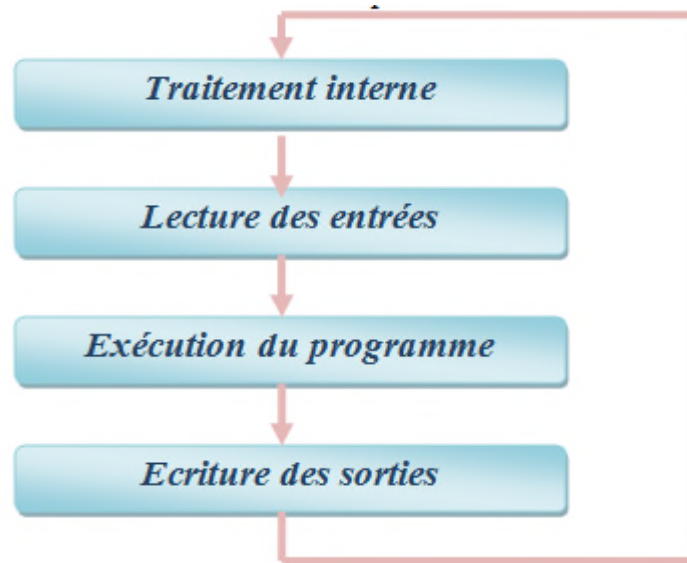 Traitement interne
Lecture des entrées
Exécution du programme
Ecriture des sorties